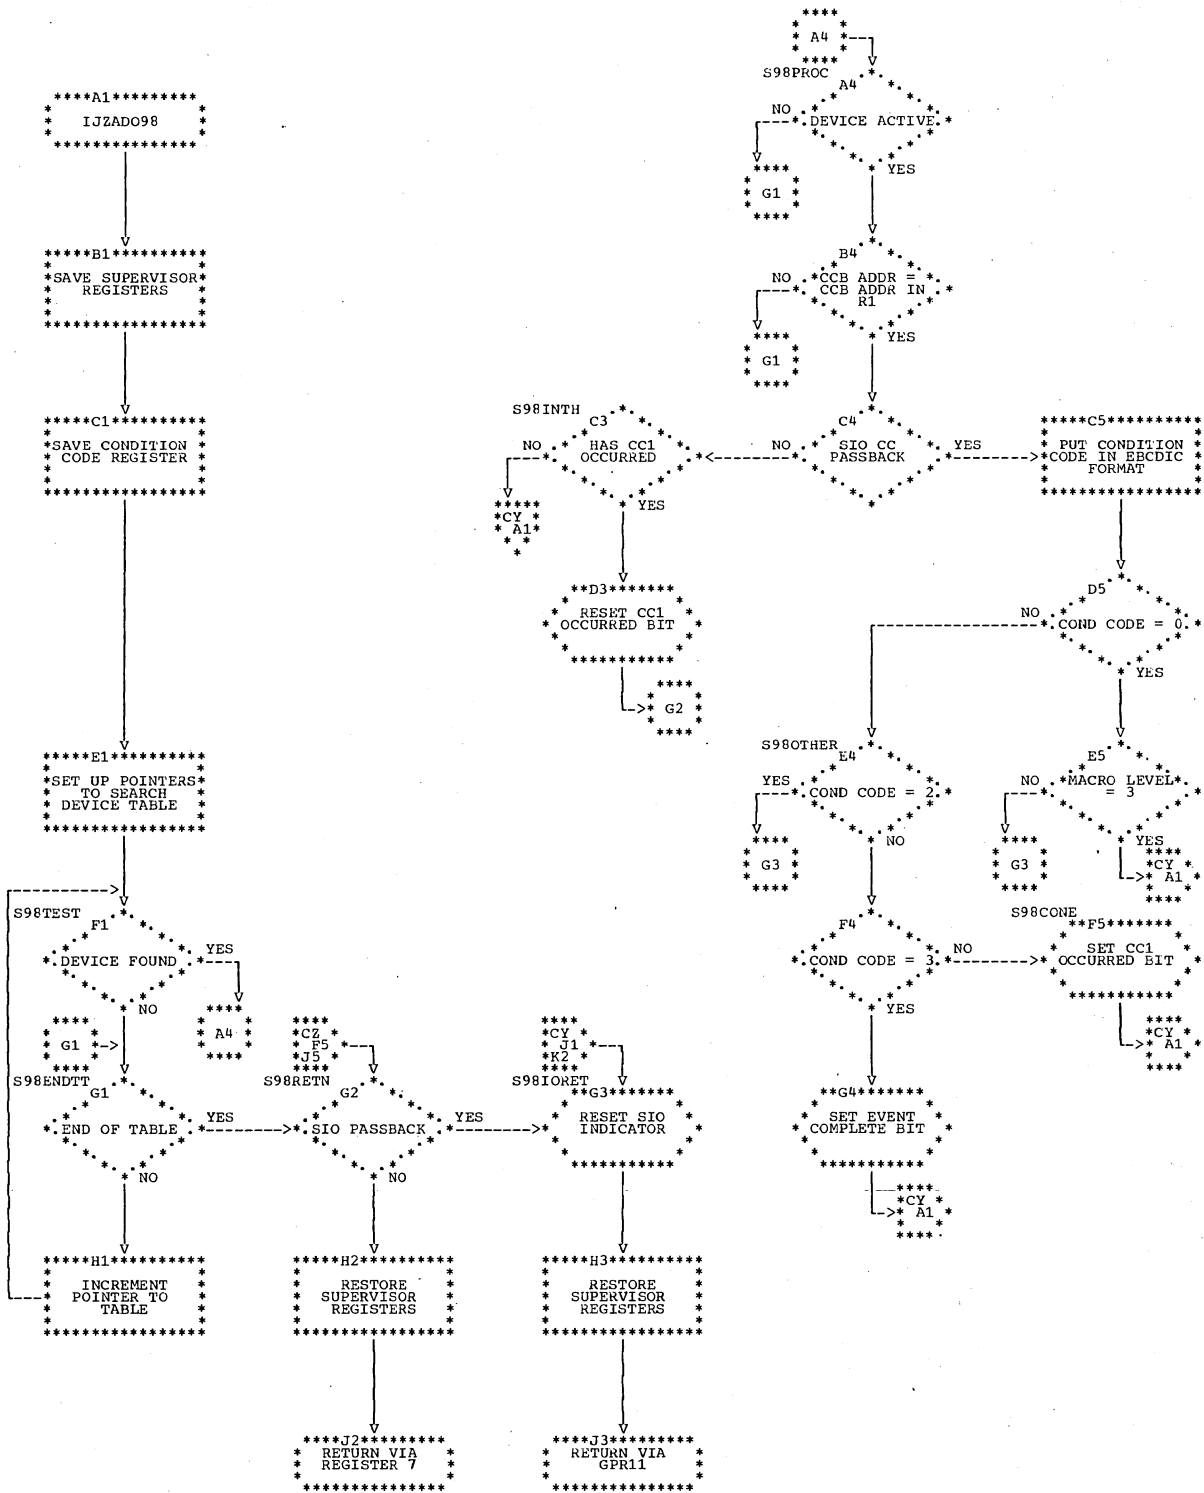 A1
IJZADO98
B1
SAVE SUPERVISOR
REGISTERS
C1
SAVE CONDITION
CODE REGISTER
E1
SET UP POINTERS
TO SEARCH
DEVICE TABLE
S98TEST
F1
DEVICE FOUND
YES
NO
A4
G1
S98ENDTT
G1
END OF TABLE
YES
NO
H1
INCREMENT
POINTER TO
TABLE
CZ
F5
J5
S98RETN
G2
SIO PASSBACK
YES
NO
H2
RESTORE
SUPERVISOR
REGISTERS
J2
RETURN VIA
REGISTER 7
CY
J1
K2
S98IORET
G3
RESET SIO
INDICATOR
H3
RESTORE
SUPERVISOR
REGISTERS
J3
RETURN VIA
GPR11
A4
S98PROC
A4
DEVICE ACTIVE
NO
YES
G1
B4
CCB ADDR =
CCB ADDR IN
R1
NO
YES
G1
C4
SIO CC
PASSBACK
NO
YES
S98INTH
C3
HAS CC1
OCCURRED
NO
YES
CY
A1
D3
RESET CC1
OCCURRED BIT
G2
C5
PUT CONDITION
CODE IN EBCDIC
FORMAT
D5
COND CODE = 0
NO
YES
S98OTHER
E4
COND CODE = 2
YES
NO
G3
E5
MACRO LEVEL
= 3
NO
YES
G3
CY
A1
F4
COND CODE = 3
NO
YES
S98CONE
F5
SET CC1
OCCURRED BIT
CY
A1
G4
SET EVENT
COMPLETE BIT
CY
A1